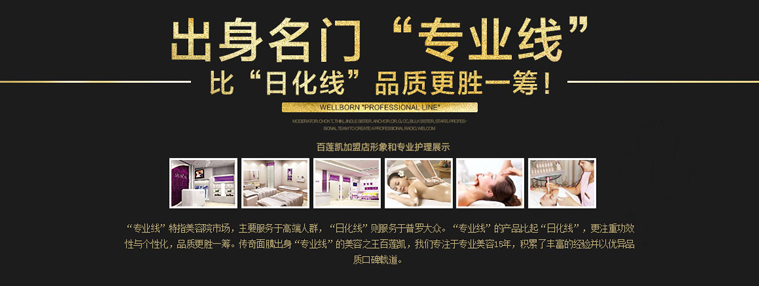 出身名门“专业线”
比“日化线”品质更胜一筹！
WELLBORN "PROFESSIONAL LINE"
百莲凯加盟店形象和专业护理展示
“专业线”特指美容院市场，主要服务于高端人群，“日化线”则服务于普罗大众。“专业线”的产品比起“日化线”，更注重功效
性与个性化，品质更胜一筹。传奇面膜出身“专业线”的美容之王百莲凯，我们专注于专业美容15年，积累了丰富的经验并以优异品
质口碑载道。